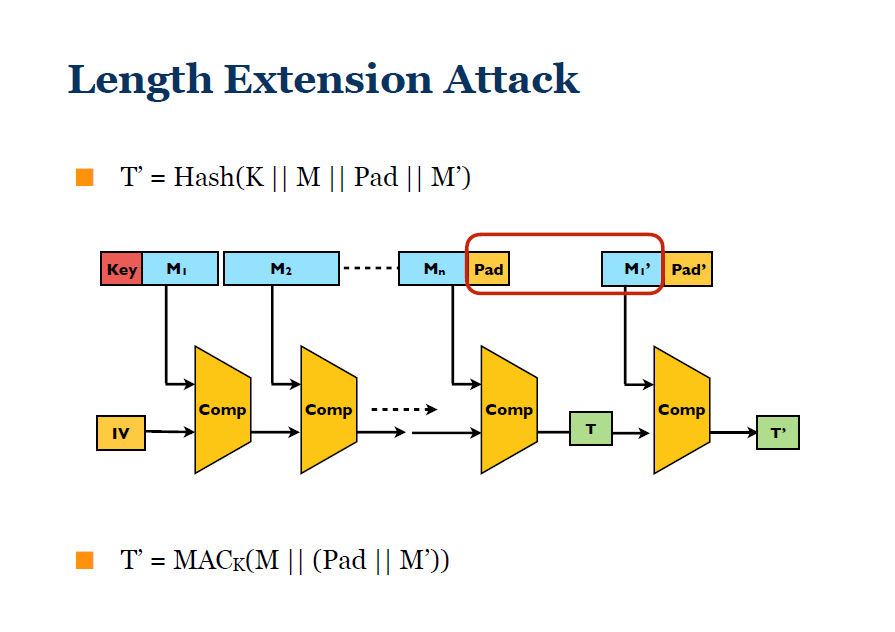 Length Extension Attack
T’ = Hash(K || M || Pad || M’)
Key M₁ M₂ Mₙ Pad M₁’ Pad’
Comp Comp Comp Comp
IV T T’
T’ = MACₖ(M || (Pad || M’))